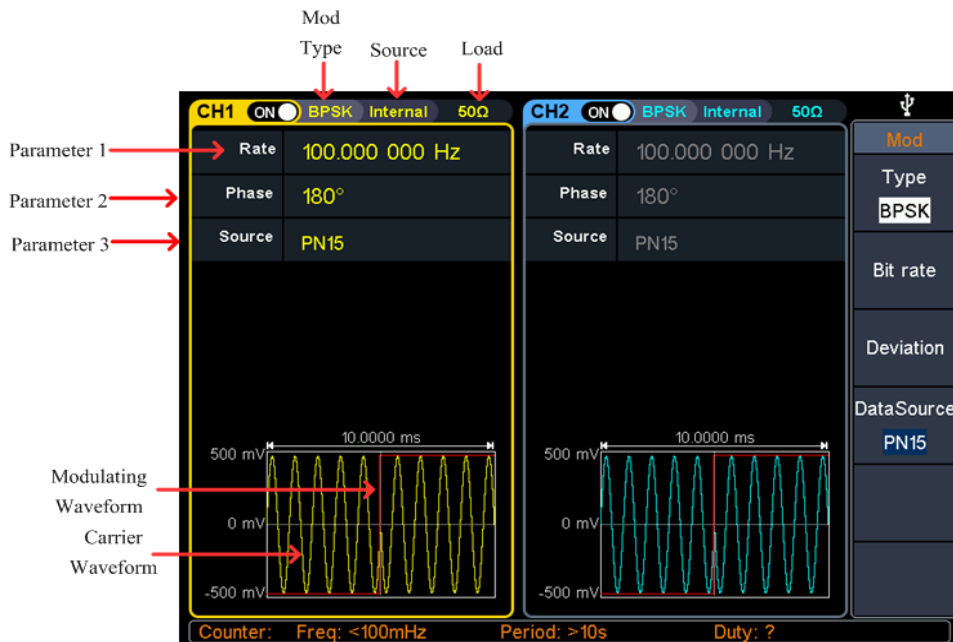 Mod
Type
Source
Load
CH1 ON BPSK Internal 50Ω
CH2 ON BPSK Internal 50Ω
Mod
Parameter 1
Rate 100.000 000 Hz
Rate 100.000 000 Hz
Type
BPSK
Parameter 2
Phase 180°
Phase 180°
Parameter 3
Source PN15
Source PN15
Bit rate
Deviation
DataSource
PN15
10.0000 ms
500 mV
0 mV
-500 mV
10.0000 ms
500 mV
0 mV
-500 mV
Modulating
Waveform
Carrier
Waveform
Counter: Freq: <100mHz Period: >10s Duty: ?